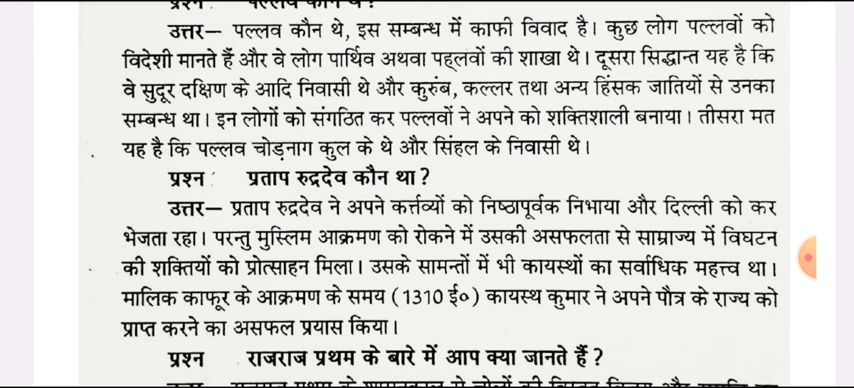 उत्तर— पल्लव कौन थे, इस सम्बन्ध में काफी विवाद है। कुछ लोग पल्लवों को
विदेशी मानते हैं और वे लोग पार्थिव अथवा पह्लवों की शाखा थे। दूसरा सिद्धान्त यह है कि
वे सुदूर दक्षिण के आदि निवासी थे और कुरुंब, कल्लर तथा अन्य हिंसक जातियों से उनका
सम्बन्ध था। इन लोगों को संगठित कर पल्लवों ने अपने को शक्तिशाली बनाया। तीसरा मत
यह है कि पल्लव चोड़नाग कुल के थे और सिंहल के निवासी थे।
प्रश्न : प्रताप रुद्रदेव कौन था ?
उत्तर— प्रताप रुद्रदेव ने अपने कर्त्तव्यों को निष्ठापूर्वक निभाया और दिल्ली को कर
भेजता रहा। परन्तु मुस्लिम आक्रमण को रोकने में उसकी असफलता से साम्राज्य में विघटन
की शक्तियों को प्रोत्साहन मिला। उसके सामन्तों में भी कायस्थों का सर्वाधिक महत्त्व था।
मालिक काफूर के आक्रमण के समय (1310 ई०) कायस्थ कुमार ने अपने पौत्र के राज्य को
प्राप्त करने का असफल प्रयास किया।
प्रश्न राजराज प्रथम के बारे में आप क्या जानते हैं ?